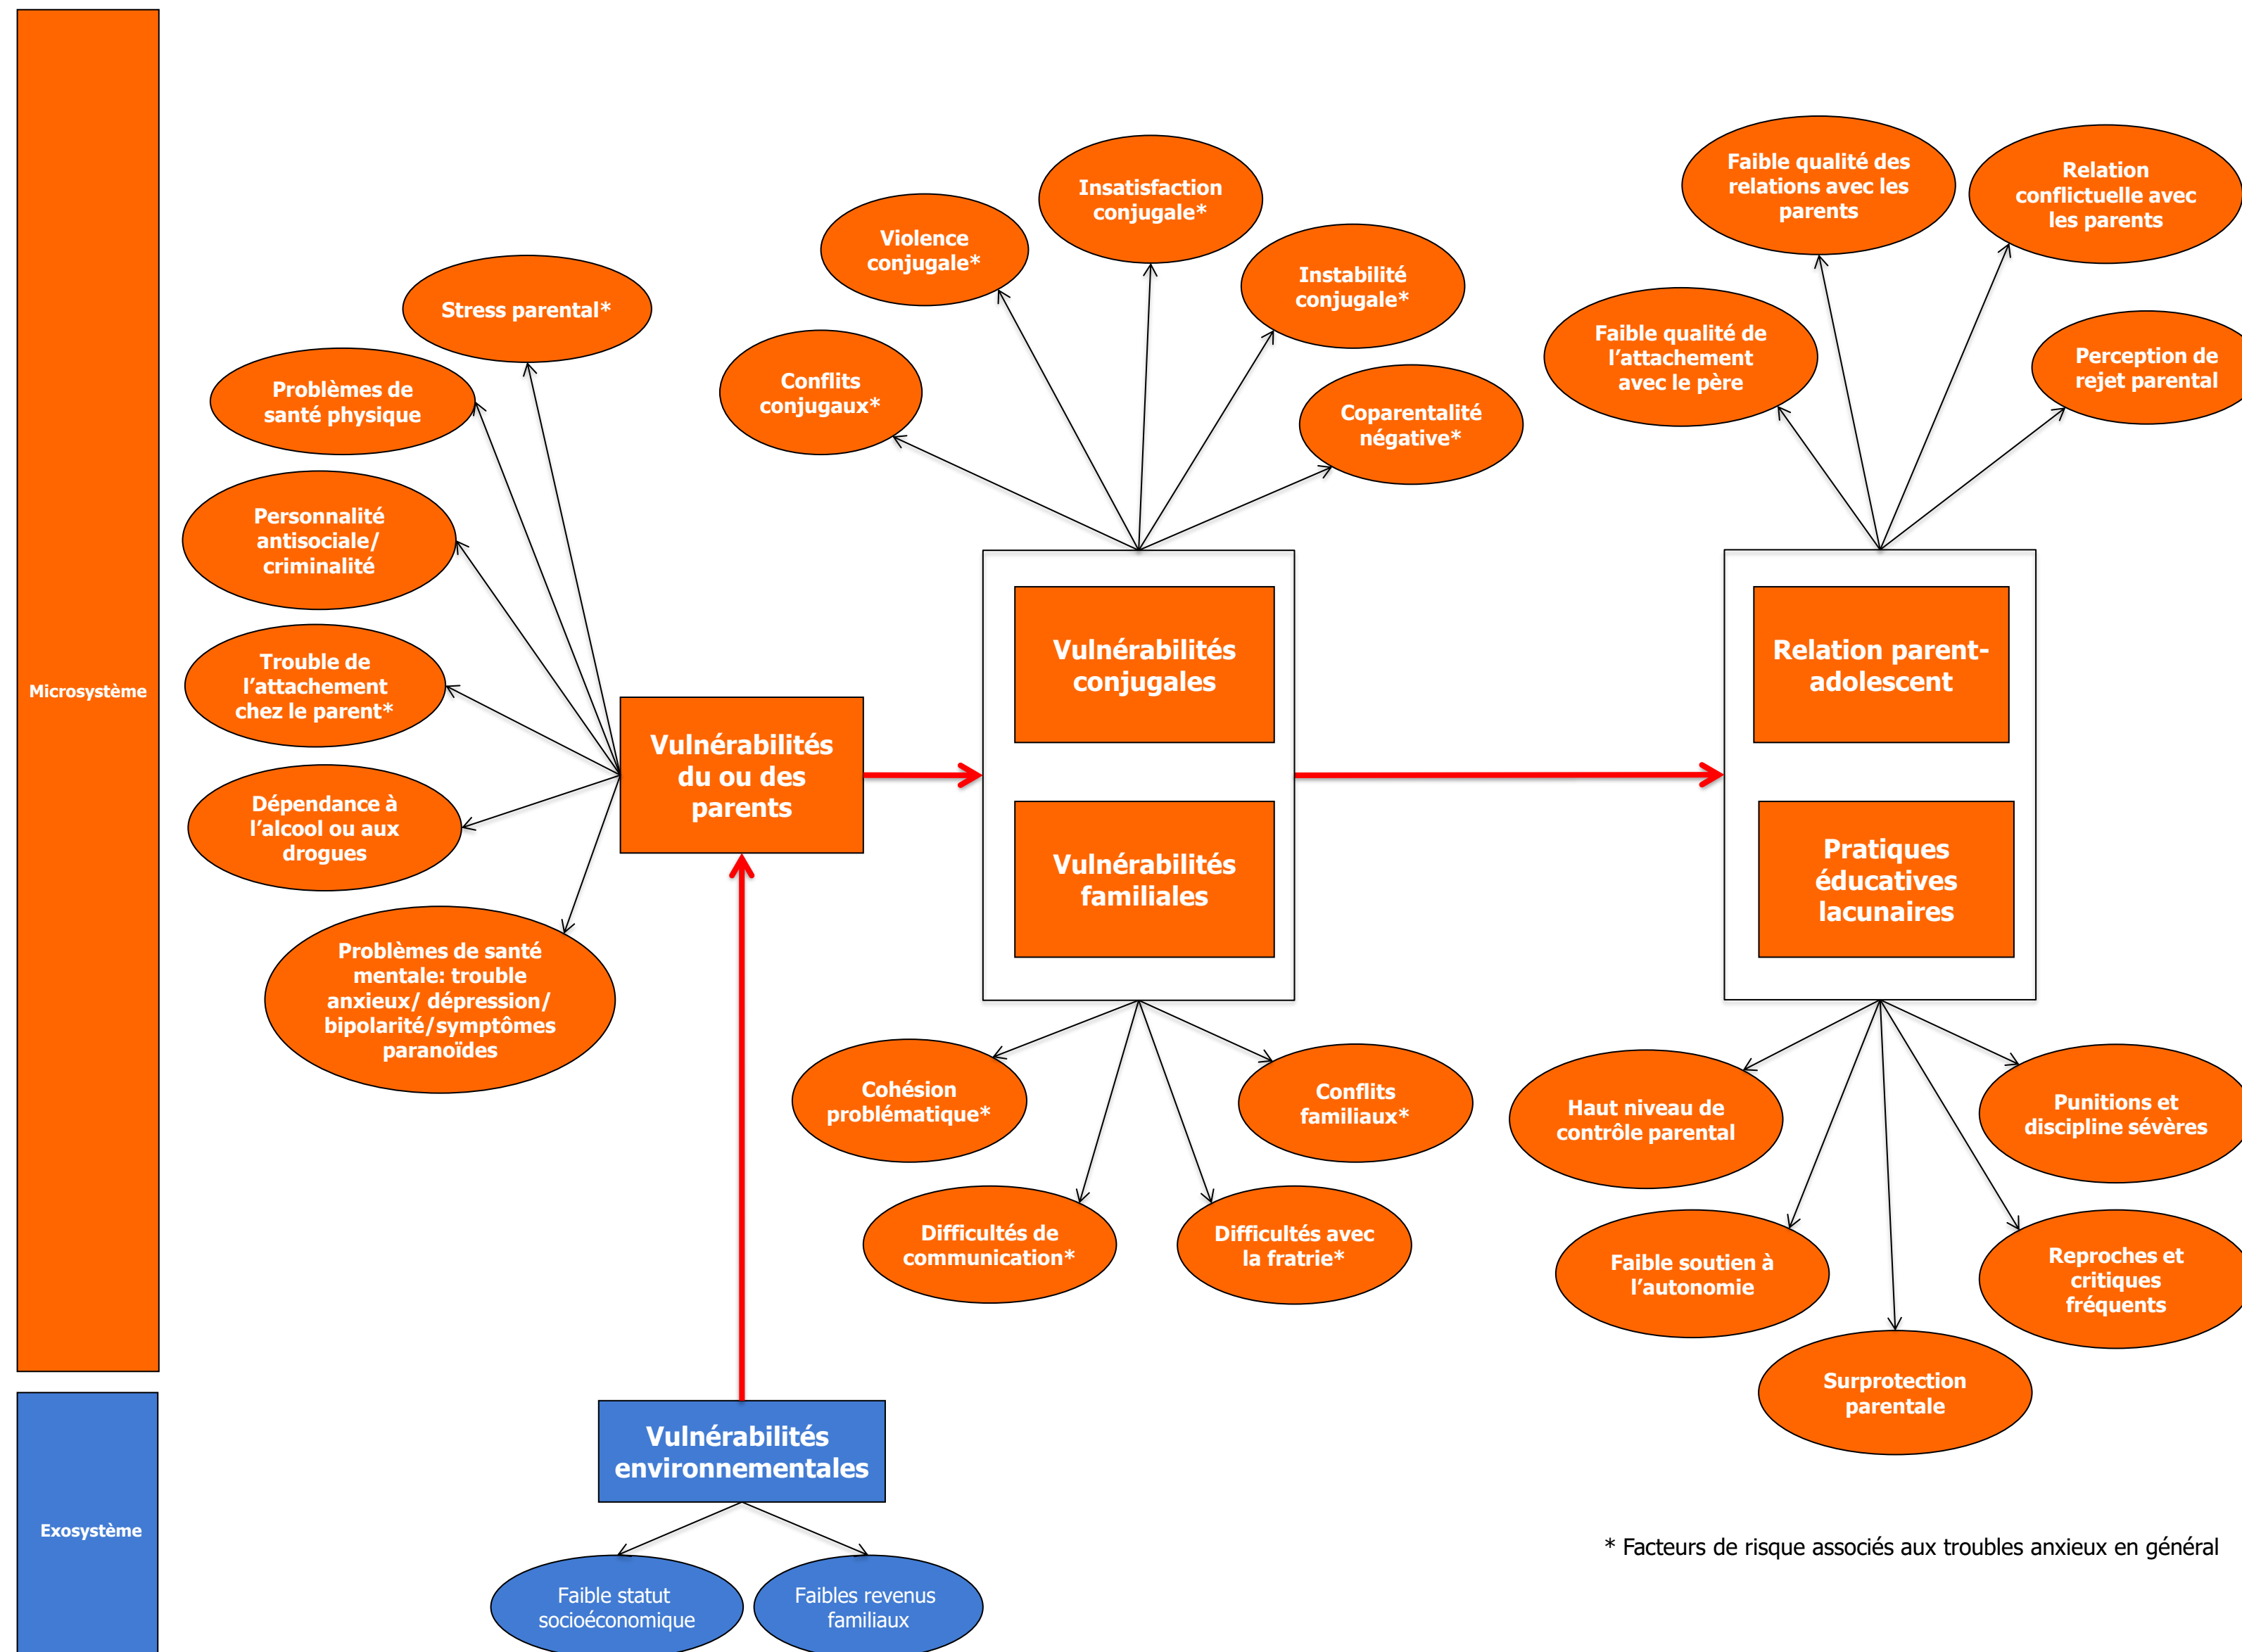 Microsystème
Stress parental*
Problèmes de
santé physique
Personnalité
antisociale/
criminalité
Trouble de
l'attachement
chez le parent*
Dépendance à
l'alcool ou aux
drogues
Problèmes de santé
mentale: trouble
anxieux/ dépression/
bipolarité/symptômes
paranoïdes
Vulnérabilités
du ou des
parents
Conflits
conjugaux*
Violence
conjugale*
Insatisfaction
conjugale*
Instabilité
conjugale*
Coparentalité
négative*
Vulnérabilités
conjugales
Vulnérabilités
familiales
Cohésion
problématique*
Difficultés de
communication*
Difficultés avec
la fratrie*
Conflits
familiaux*
Faible qualité de
l'attachement
avec le père
Faible qualité des
relations avec les
parents
Relation
conflictuelle avec
les parents
Perception de
rejet parental
Relation parent-
adolescent
Pratiques
éducatives
lacunaires
Haut niveau de
contrôle parental
Faible soutien à
l'autonomie
Surprotection
parentale
Reproches et
critiques
fréquents
Punitions et
discipline sévères
Exosystème
Vulnérabilités
environnementales
Faible statut
socioéconomique
Faibles revenus
familiaux
* Facteurs de risque associés aux troubles anxieux en général